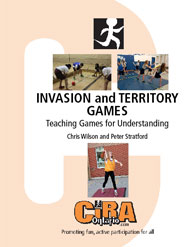 INVASION and TERRITORY
GAMES
Teaching Games for Understanding
Chris Wilson and Peter Stratford
CIRA
Ontario
.com
Promoting fun, active participation for all